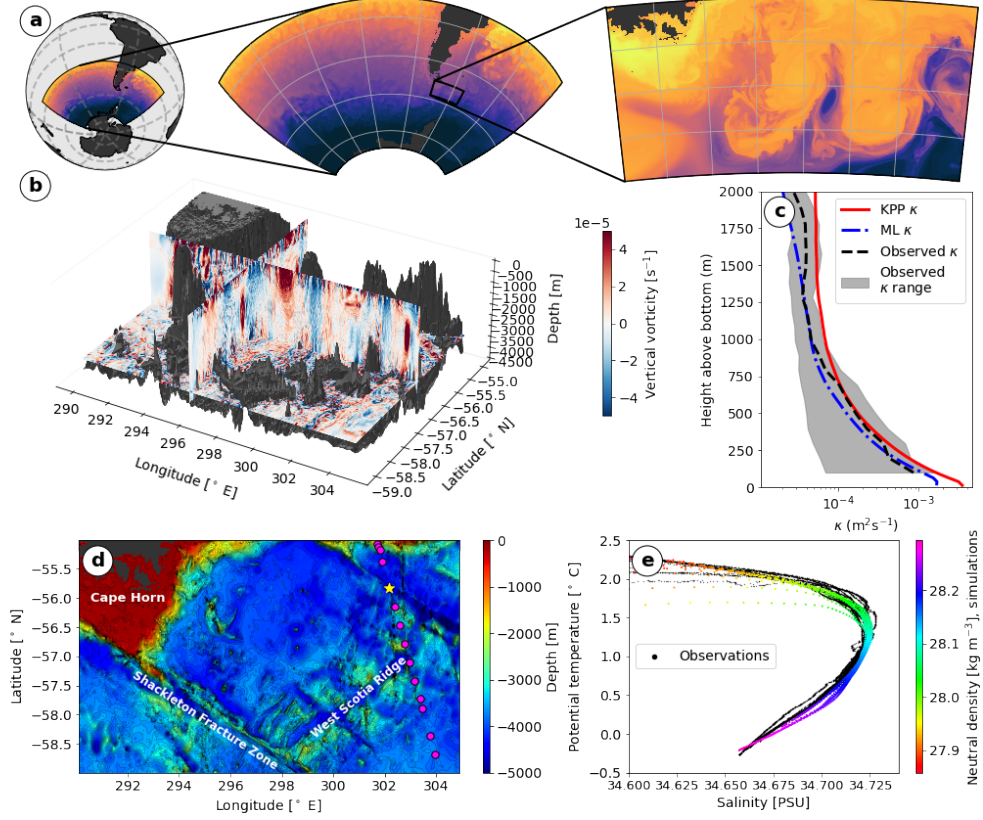 a
b
1e−5
4
2
0
−2
−4
Vertical vorticity [s−1]
0
−500
−1000
−1500
−2000
−2500
−3000
−3500
−4000
−4500
Depth [m]
−55.0
−55.5
−56.0
−56.5
−57.0
−57.5
−58.0
−58.5
−59.0
Latitude [° N]
290
292
294
296
298
300
302
304
Longitude [° E]
c
2000
1750
1500
1250
1000
750
500
250
0
Height above bottom (m)
KPP κ
ML κ
Observed κ
Observed
κ range
10−4
10−3
κ (m2s−1)
d
−55.5
−56.0
−56.5
−57.0
−57.5
−58.0
−58.5
Latitude [° N]
Cape Horn
Shackleton Fracture Zone
West Scotia Ridge
292
294
296
298
300
302
304
Longitude [° E]
0
−1000
−2000
−3000
−4000
−5000
Depth [m]
e
2.5
2.0
1.5
1.0
0.5
0.0
−0.5
Potential temperature [° C]
Observations
34.600
34.625
34.650
34.675
34.700
34.725
Salinity [PSU]
28.2
28.1
28.0
27.9
Neutral density [kg m−3], simulations